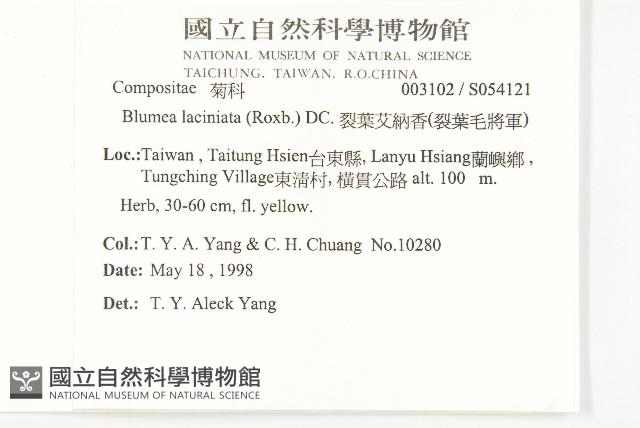 國立自然科學博物館
NATIONAL MUSEUM OF NATURAL SCIENCE
TAICHUNG, TAIWAN, R.O.CHINA
Compositae 菊科 003102 / S054121
Blumea laciniata (Roxb.) DC. 裂葉艾納香(裂葉毛將軍)
Loc.:Taiwan , Taitung Hsien台東縣, Lanyu Hsiang蘭嶼鄉 ,
Tungching Village東清村, 橫貫公路 alt. 100 m.
Herb, 30-60 cm, fl. yellow.
Col.:T. Y. A. Yang & C. H. Chuang No.10280
Date: May 18 , 1998
Det.: T. Y. Aleck Yang
國立自然科學博物館
NATIONAL MUSEUM OF NATURAL SCIENCE